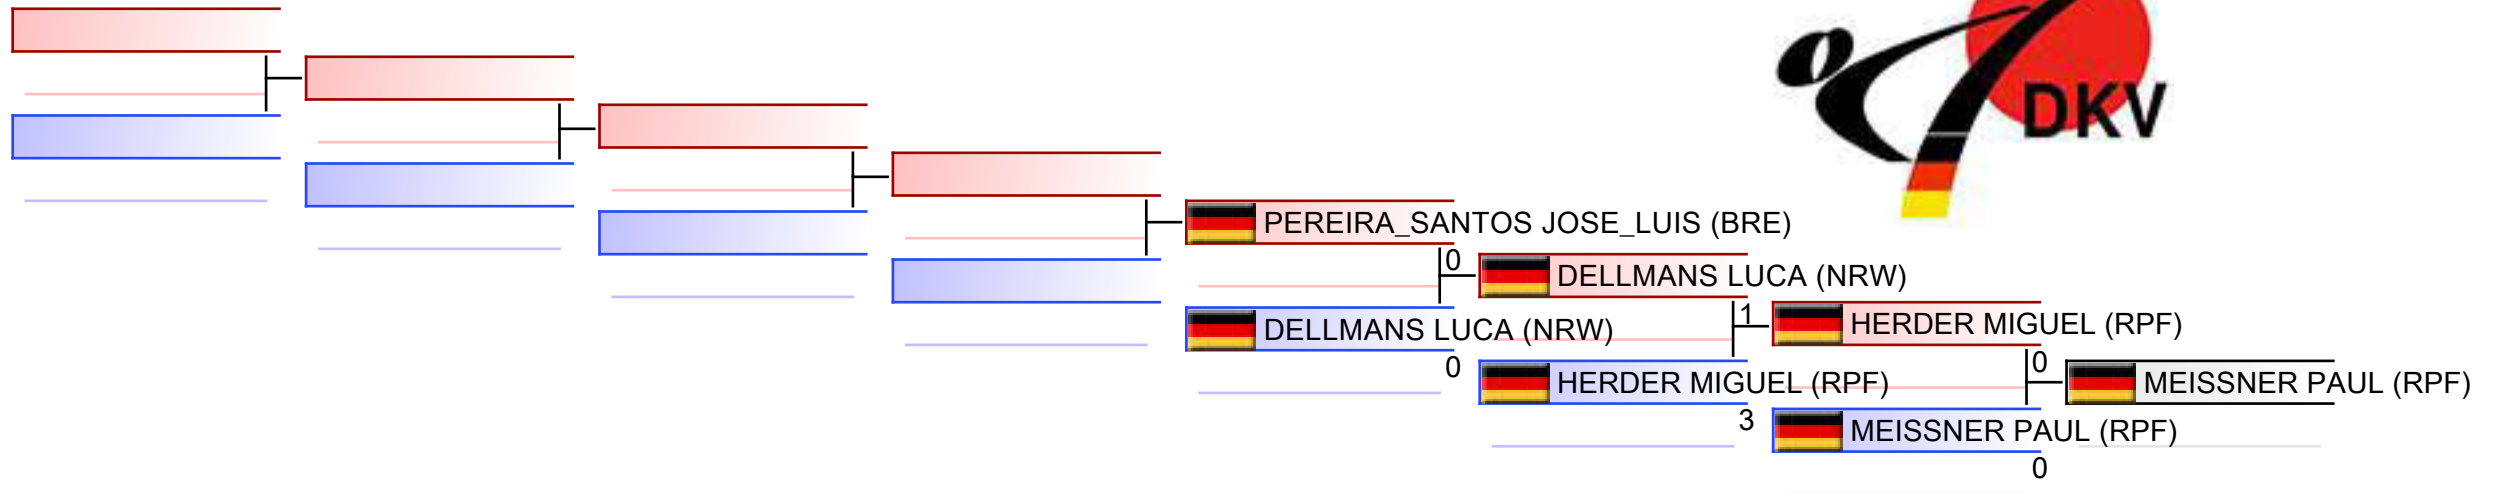 DKV
PEREIRA_SANTOS JOSE_LUIS (BRE)
0
DELLMANS LUCA (NRW)
DELLMANS LUCA (NRW)
0
1
HERDER MIGUEL (RPF)
HERDER MIGUEL (RPF)
3
0
MEISSNER PAUL (RPF)
MEISSNER PAUL (RPF)
0